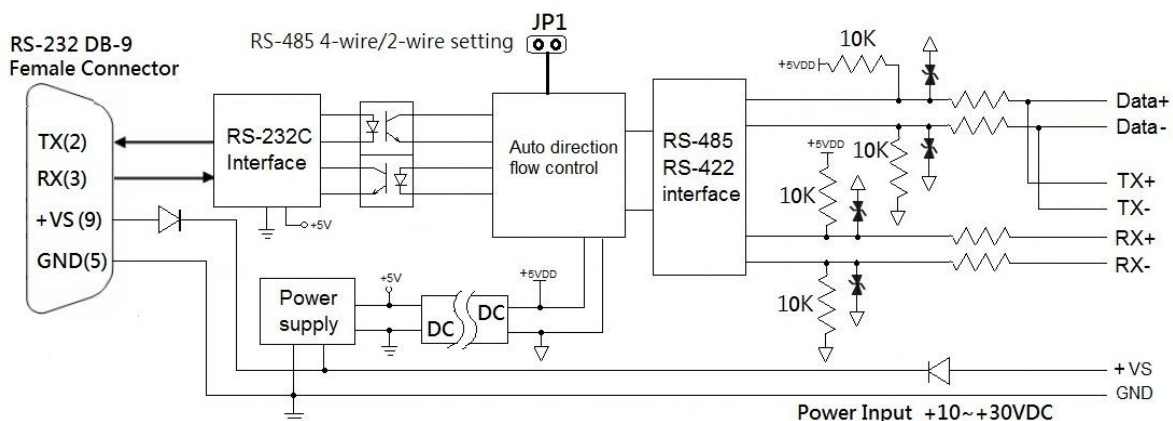 RS-232 DB-9
Female Connector
TX(2)
RX(3)
+VS (9)
GND(5)
RS-485 4-wire/2-wire setting
JP1
RS-232C
Interface
+5V
Auto direction
flow control
RS-485
RS-422
interface
Power
supply
+5V
DC
DC
+5VDD
10K
+5VDD
10K
+5VDD
10K
10K
Data+
Data-
TX+
TX-
RX+
RX-
+VS
GND
Power Input +10~+30VDC